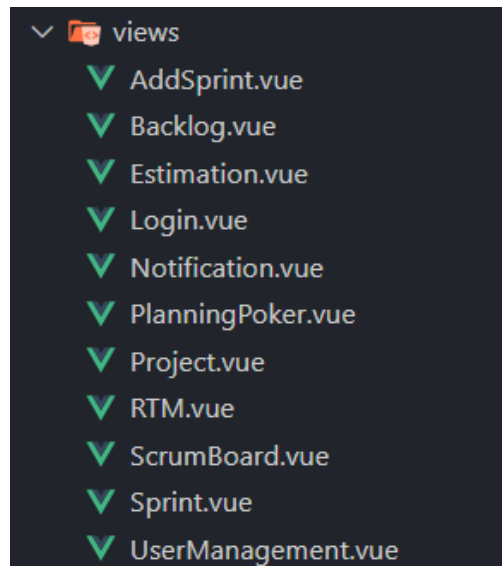 views
AddSprint.vue
Backlog.vue
Estimation.vue
Login.vue
Notification.vue
PlanningPoker.vue
Project.vue
RTM.vue
ScrumBoard.vue
Sprint.vue
UserManagement.vue